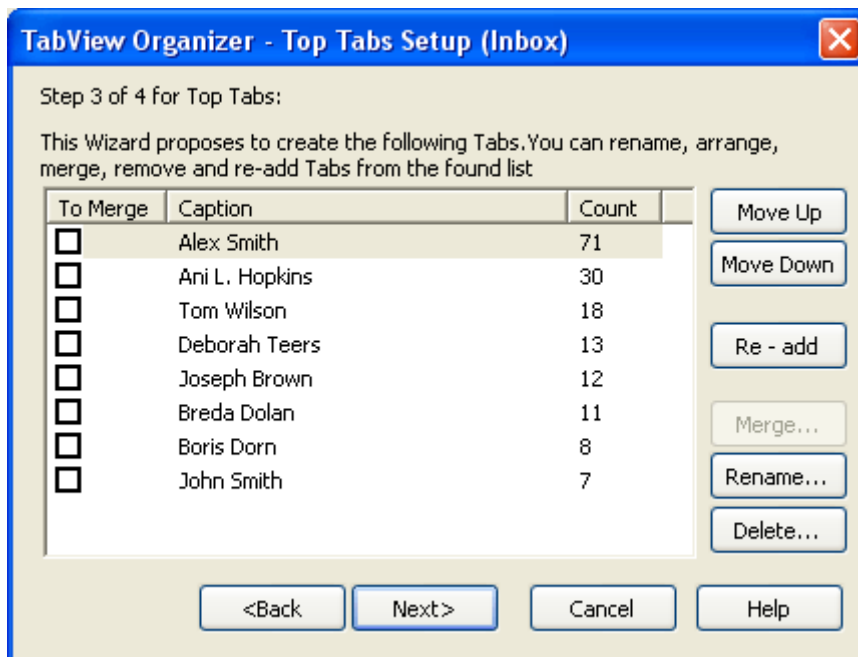 TabView Organizer - Top Tabs Setup (Inbox)
Step 3 of 4 for Top Tabs:
This Wizard proposes to create the following Tabs.You can rename, arrange,
merge, remove and re-add Tabs from the found list
To Merge Caption Count
Alex Smith 71
Ani L. Hopkins 30
Tom Wilson 18
Deborah Teers 13
Joseph Brown 12
Breda Dolan 11
Boris Dorn 8
John Smith 7
Move Up
Move Down
Re - add
Merge...
Rename...
Delete...
<Back Next> Cancel Help